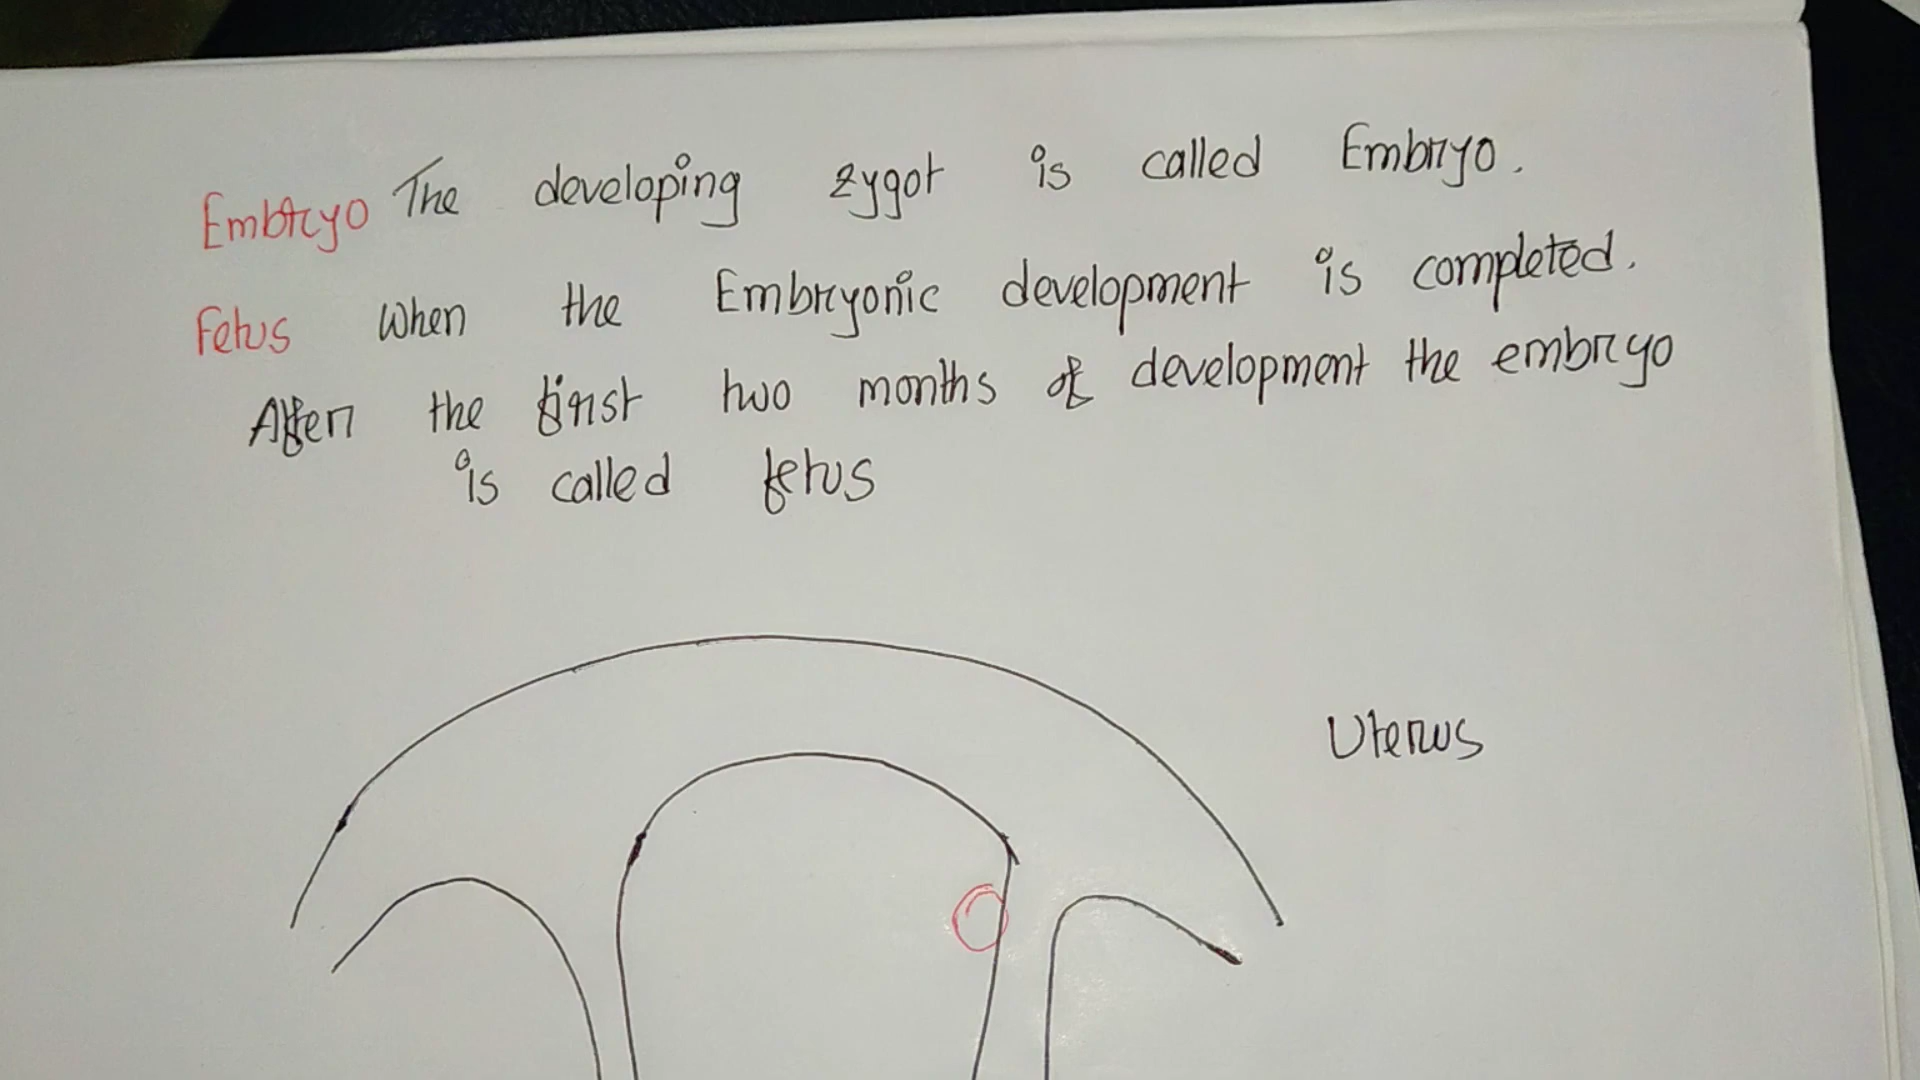 Embryo The developing zygot is called Embryo.
Fetus When the Embryonic development is completed.
After the first two months of development the embryo
is called fetus
Uterus